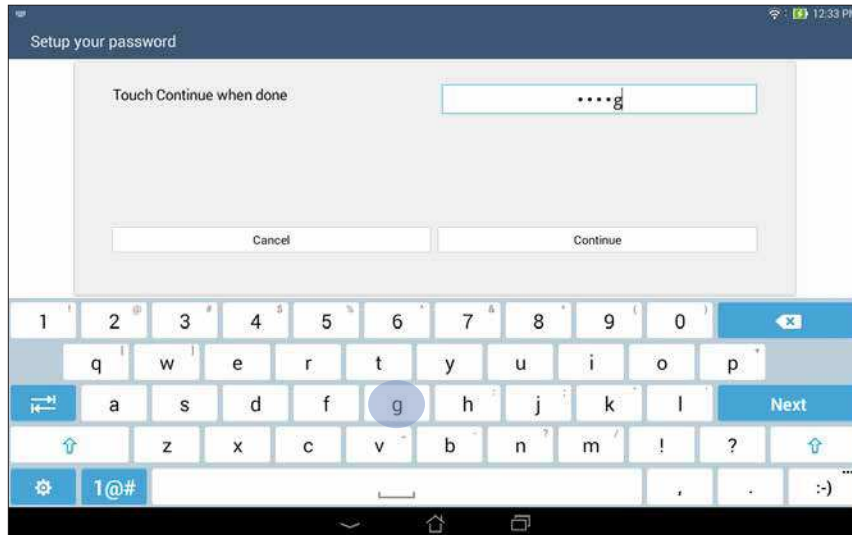 12:33 PM
Setup your password
Touch Continue when done
••••g
Cancel
Continue
1 ! 2 @ 3 # 4 $ 5 % 6 ^ 7 & 8 * 9 ( 0 )
q [ w ] e r t y u i o p
a s d f g h : j ; k l Next
z x c v b n ? m / ! ?
1@# , . :-)